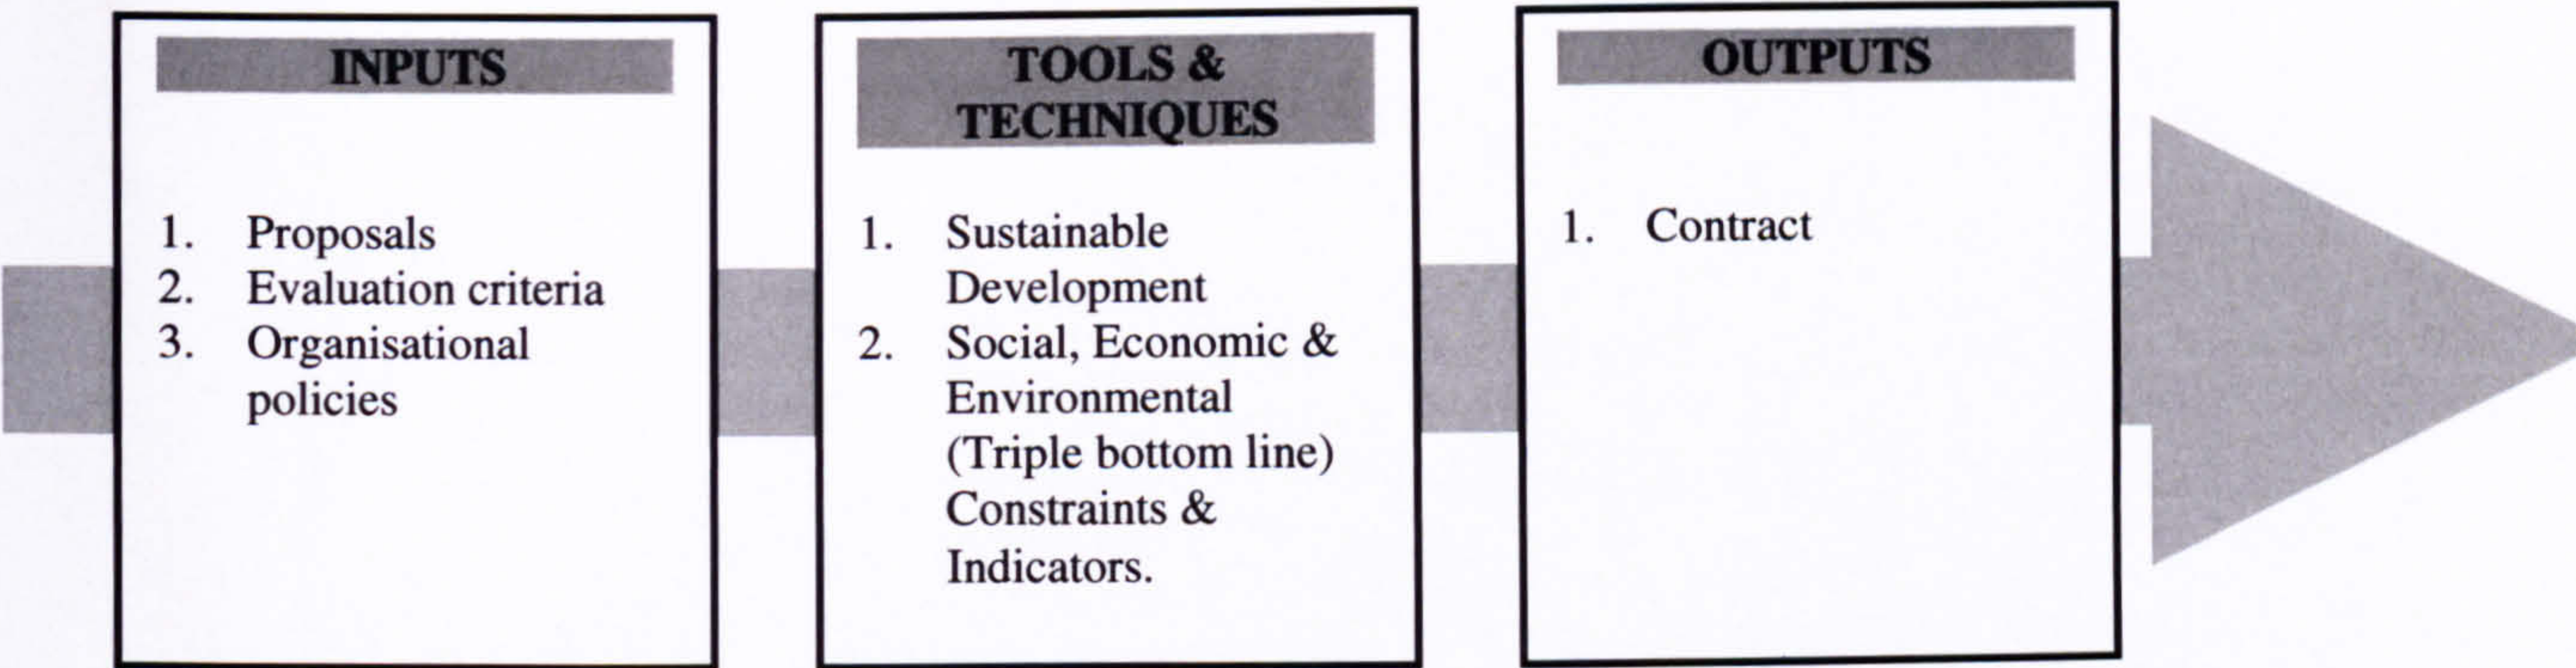 INPUTS
1. Proposals
2. Evaluation criteria
3. Organisational
policies
TOOLS &
TECHNIQUES
1. Sustainable
Development
2. Social, Economic &
Environmental
(Triple bottom line)
Constraints &
Indicators.
OUTPUTS
1. Contract